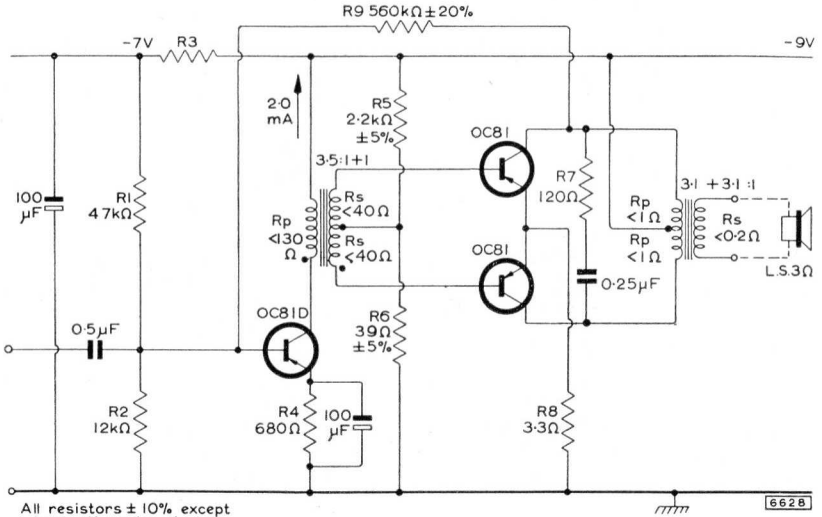 R9 560kΩ±20%
-7V
R3
-9V
2·0
mA
R5
2·2kΩ
±5%
OC81
3·5:1+1
R7
120Ω
3·1 +3·1 :1
100
µF
R1
47kΩ
Rp
<130
Ω
Rs
<40Ω
Rs
<40Ω
Rp
<1Ω
Rp
<1Ω
Rs
<0·2Ω
OC81
L.S.3Ω
0·25µF
OC81D
0·5µF
R6
39Ω
±5%
R2
12kΩ
R4
680Ω
100
µF
R8
3·3Ω
All resistors ± 10% except
6628